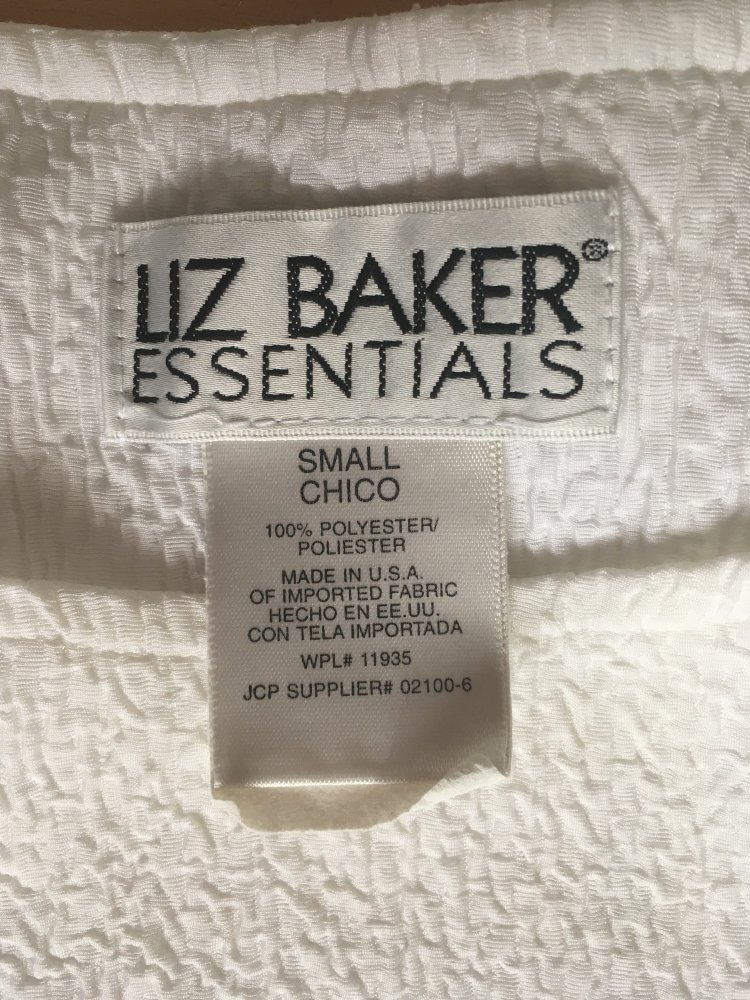 LIZ BAKER®
ESSENTIALS
SMALL
CHICO
100% POLYESTER/
POLIESTER
MADE IN U.S.A.
OF IMPORTED FABRIC
HECHO EN EE.UU.
CON TELA IMPORTADA
WPL# 11935
JCP SUPPLIER# 02100-6